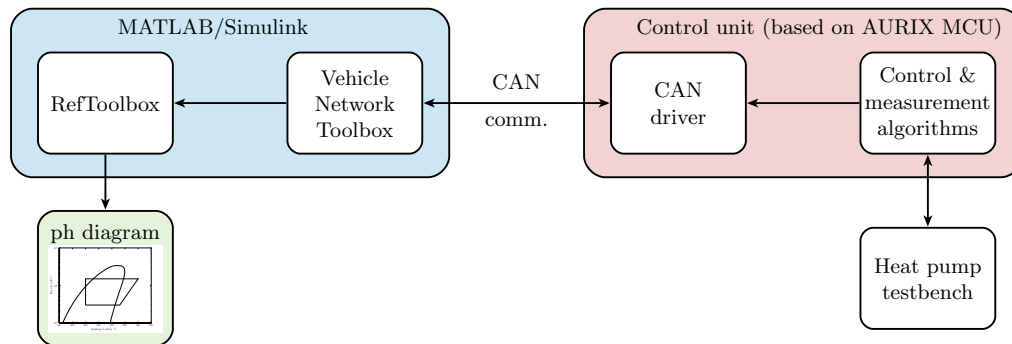 MATLAB/Simulink
RefToolbox
Vehicle
Network
Toolbox
CAN
comm.
Control unit (based on AURIX MCU)
CAN
driver
Control &
measurement
algorithms
ph diagram
Heat pump
testbench